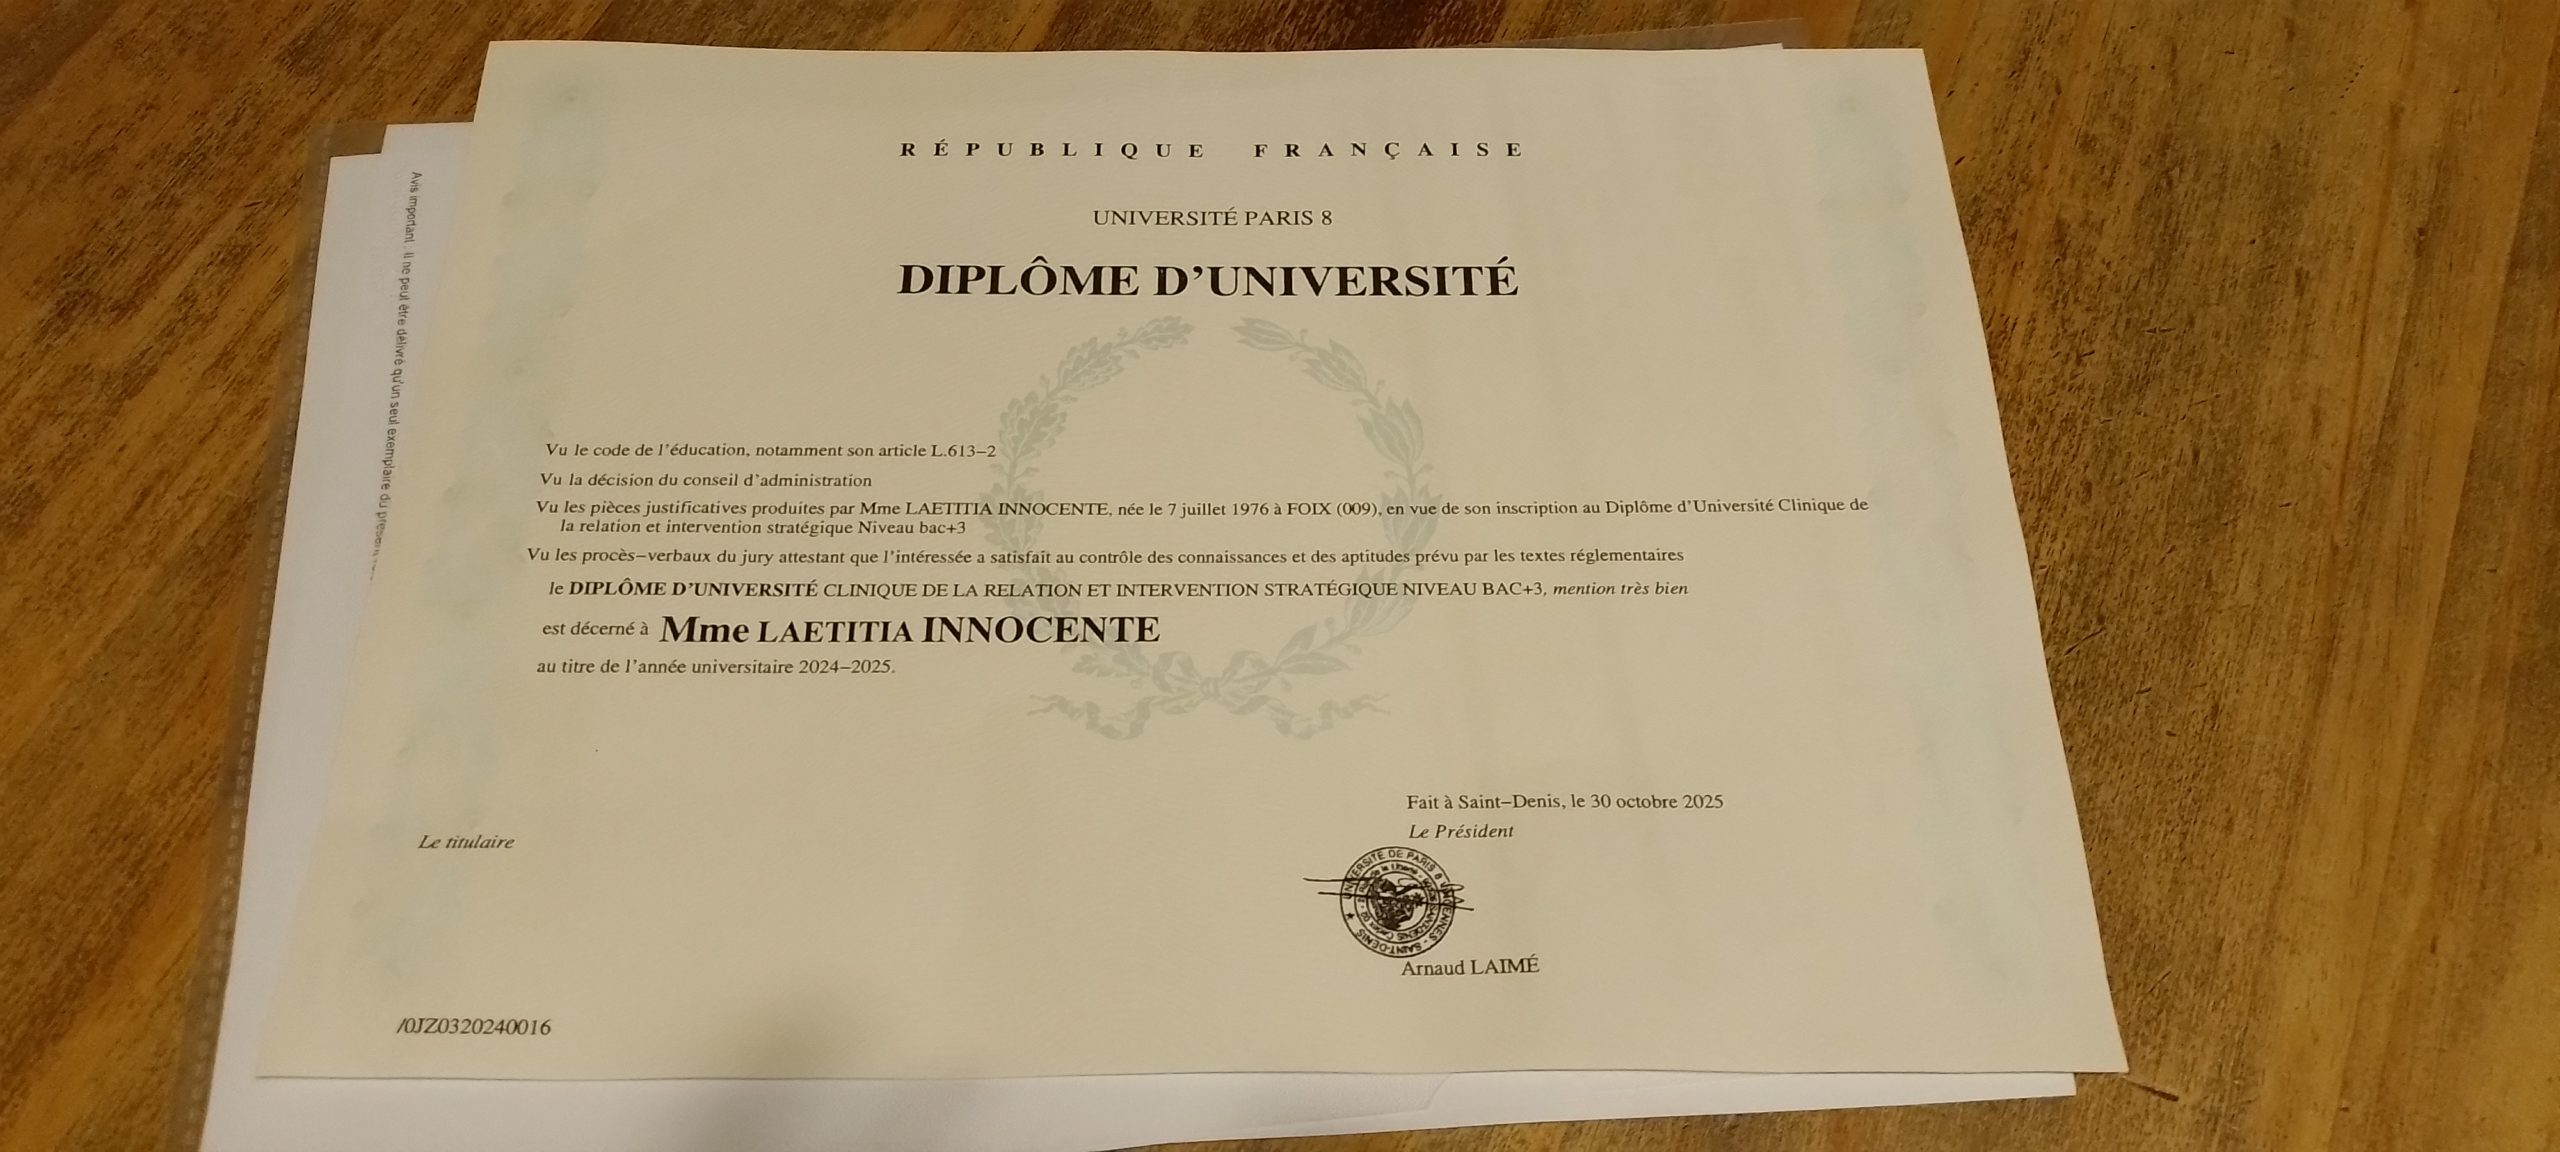 RÉPUBLIQUE FRANÇAISE
UNIVERSITÉ PARIS 8
DIPLÔME D'UNIVERSITÉ
Vu le code de l'éducation, notamment son article L.613-2
Vu la décision du conseil d'administration
Vu les pièces justificatives produites par Mme LAETITIA INNOCENTE, née le 7 juillet 1976 à FOIX (009), en vue de son inscription au Diplôme d'Université Clinique de
la relation et intervention stratégique Niveau bac+3
Vu les procès-verbaux du jury attestant que l'intéressée a satisfait au contrôle des connaissances et des aptitudes prévu par les textes réglementaires
le DIPLÔME D'UNIVERSITÉ CLINIQUE DE LA RELATION ET INTERVENTION STRATÉGIQUE NIVEAU BAC+3, mention très bien
est décerné à Mme LAETITIA INNOCENTE
au titre de l'année universitaire 2024-2025.
Fait à Saint-Denis, le 30 octobre 2025
Le Président
Le titulaire
UNIVERSITÉ DE PARIS 8 VINCENNES - SAINT-DENIS
Arnaud LAIMÉ
/0JZ0320240016
Avis important : il ne peut être délivré qu'un seul exemplaire du